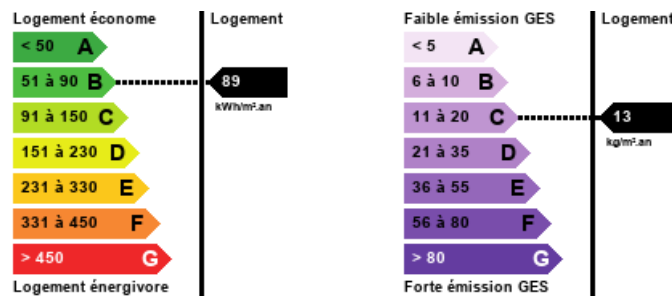 Logement économe
Logement
< 50 A
51 à 90 B
89
kWh/m².an
91 à 150 C
151 à 230 D
231 à 330 E
331 à 450 F
> 450 G
Logement énergivore
Faible émission GES
Logement
< 5 A
6 à 10 B
11 à 20 C
13
kg/m².an
21 à 35 D
36 à 55 E
56 à 80 F
> 80 G
Forte émission GES